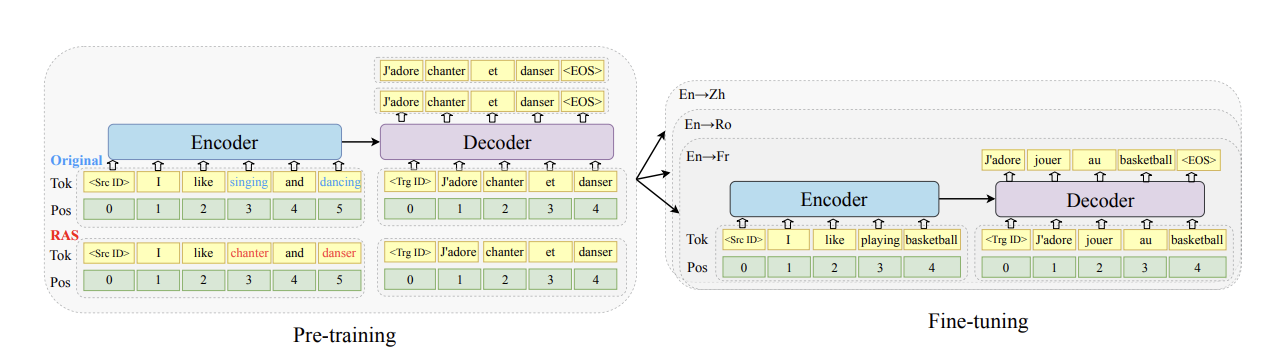 J'adore chanter et danser <EOS>
J'adore chanter et danser <EOS>
Encoder Decoder
Original
Tok <Src ID> I like singing and dancing <Trg ID> J'adore chanter et danser
Pos 0 1 2 3 4 5 0 1 2 3 4
RAS
Tok <Src ID> I like chanter and danser <Trg ID> J'adore chanter et danser
Pos 0 1 2 3 4 5 0 1 2 3 4
Pre-training
En→Zh
En→Ro
En→Fr
J'adore jouer au basketball <EOS>
Encoder Decoder
Tok <Src ID> I like playing basketball <Trg ID> J'adore jouer au basketball
Pos 0 1 2 3 4 0 1 2 3 4
Fine-tuning